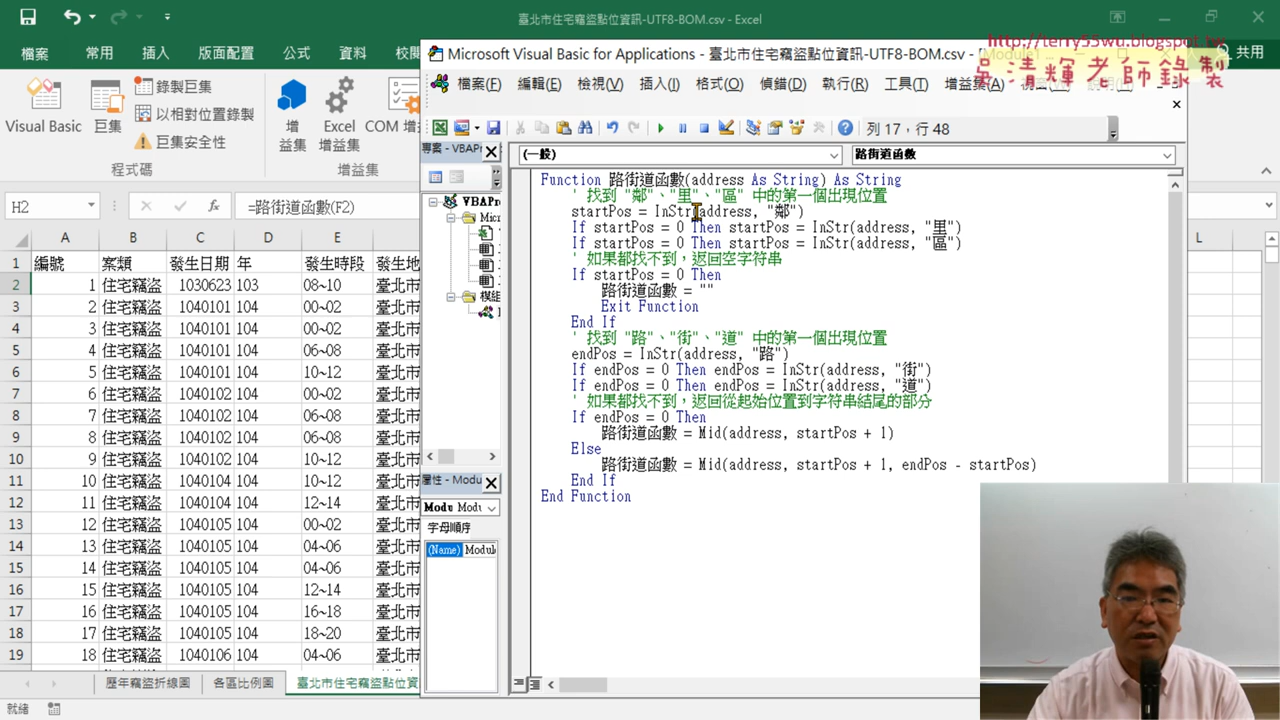 臺北市住宅竊盜點位資訊-UTF8-BOM.csv - Excel
檔案 常用 插入 版面配置 公式 資料 校閱 共用
http://terry55wu.blogspot.tw
吳清輝老師錄製
Visual Basic 巨集 錄製巨集 以相對位置錄製 巨集安全性
程式碼
增益集 Excel 增益集 COM 增
增益集
H2 =路街道函數(F2)
A B C D E L
1 編號 案類 發生日期 年 發生時段 發生地
2 1 住宅竊盜 1030623 103 08~10 臺北市
3 2 住宅竊盜 1040101 104 00~02 臺北市
4 3 住宅竊盜 1040101 104 00~02 臺北市
5 4 住宅竊盜 1040101 104 06~08 臺北市
6 5 住宅竊盜 1040101 104 10~12 臺北市
7 6 住宅竊盜 1040102 104 00~02 臺北市
8 7 住宅竊盜 1040102 104 06~08 臺北市
9 8 住宅竊盜 1040102 104 06~08 臺北市
10 9 住宅竊盜 1040102 104 10~12 臺北市
11 10 住宅竊盜 1040104 104 10~12 臺北市
12 11 住宅竊盜 1040104 104 12~14 臺北市
13 12 住宅竊盜 1040105 104 00~02 臺北市
14 13 住宅竊盜 1040105 104 04~06 臺北市
15 14 住宅竊盜 1040105 104 04~06 臺北市
16 15 住宅竊盜 1040105 104 12~14 臺北市
17 16 住宅竊盜 1040105 104 16~18 臺北市
18 17 住宅竊盜 1040105 104 18~20 臺北市
19 18 住宅竊盜 1040106 104 04~06 臺北市
歷年竊盜折線圖 各區比例圖 臺北市住宅竊盜點位資
就緒
Microsoft Visual Basic for Applications - 臺北市住宅竊盜點位資訊-UTF8-BOM.csv - [Module1
檔案(F) 編輯(E) 檢視(V) 插入(I) 格式(O) 偵錯(D) 執行(R) 工具(T) 增益集(A)
列 17，行 48
專案 - VBAP
VBAPro
Micr
模組
屬性 - Modu
Modu Modu
字母順序
(Name) Module
(一般) 路街道函數
Function 路街道函數(address As String) As String
' 找到 "鄰"、"里"、"區" 中的第一個出現位置
startPos = InStr(address, "鄰")
If startPos = 0 Then startPos = InStr(address, "里")
If startPos = 0 Then startPos = InStr(address, "區")
' 如果都找不到，返回空字符串
If startPos = 0 Then
路街道函數 = ""
Exit Function
End If
' 找到 "路"、"街"、"道" 中的第一個出現位置
endPos = InStr(address, "路")
If endPos = 0 Then endPos = InStr(address, "街")
If endPos = 0 Then endPos = InStr(address, "道")
' 如果都找不到，返回從起始位置到字符串結尾的部分
If endPos = 0 Then
路街道函數 = Mid(address, startPos + 1)
Else
路街道函數 = Mid(address, startPos + 1, endPos - startPos)
End If
End Function